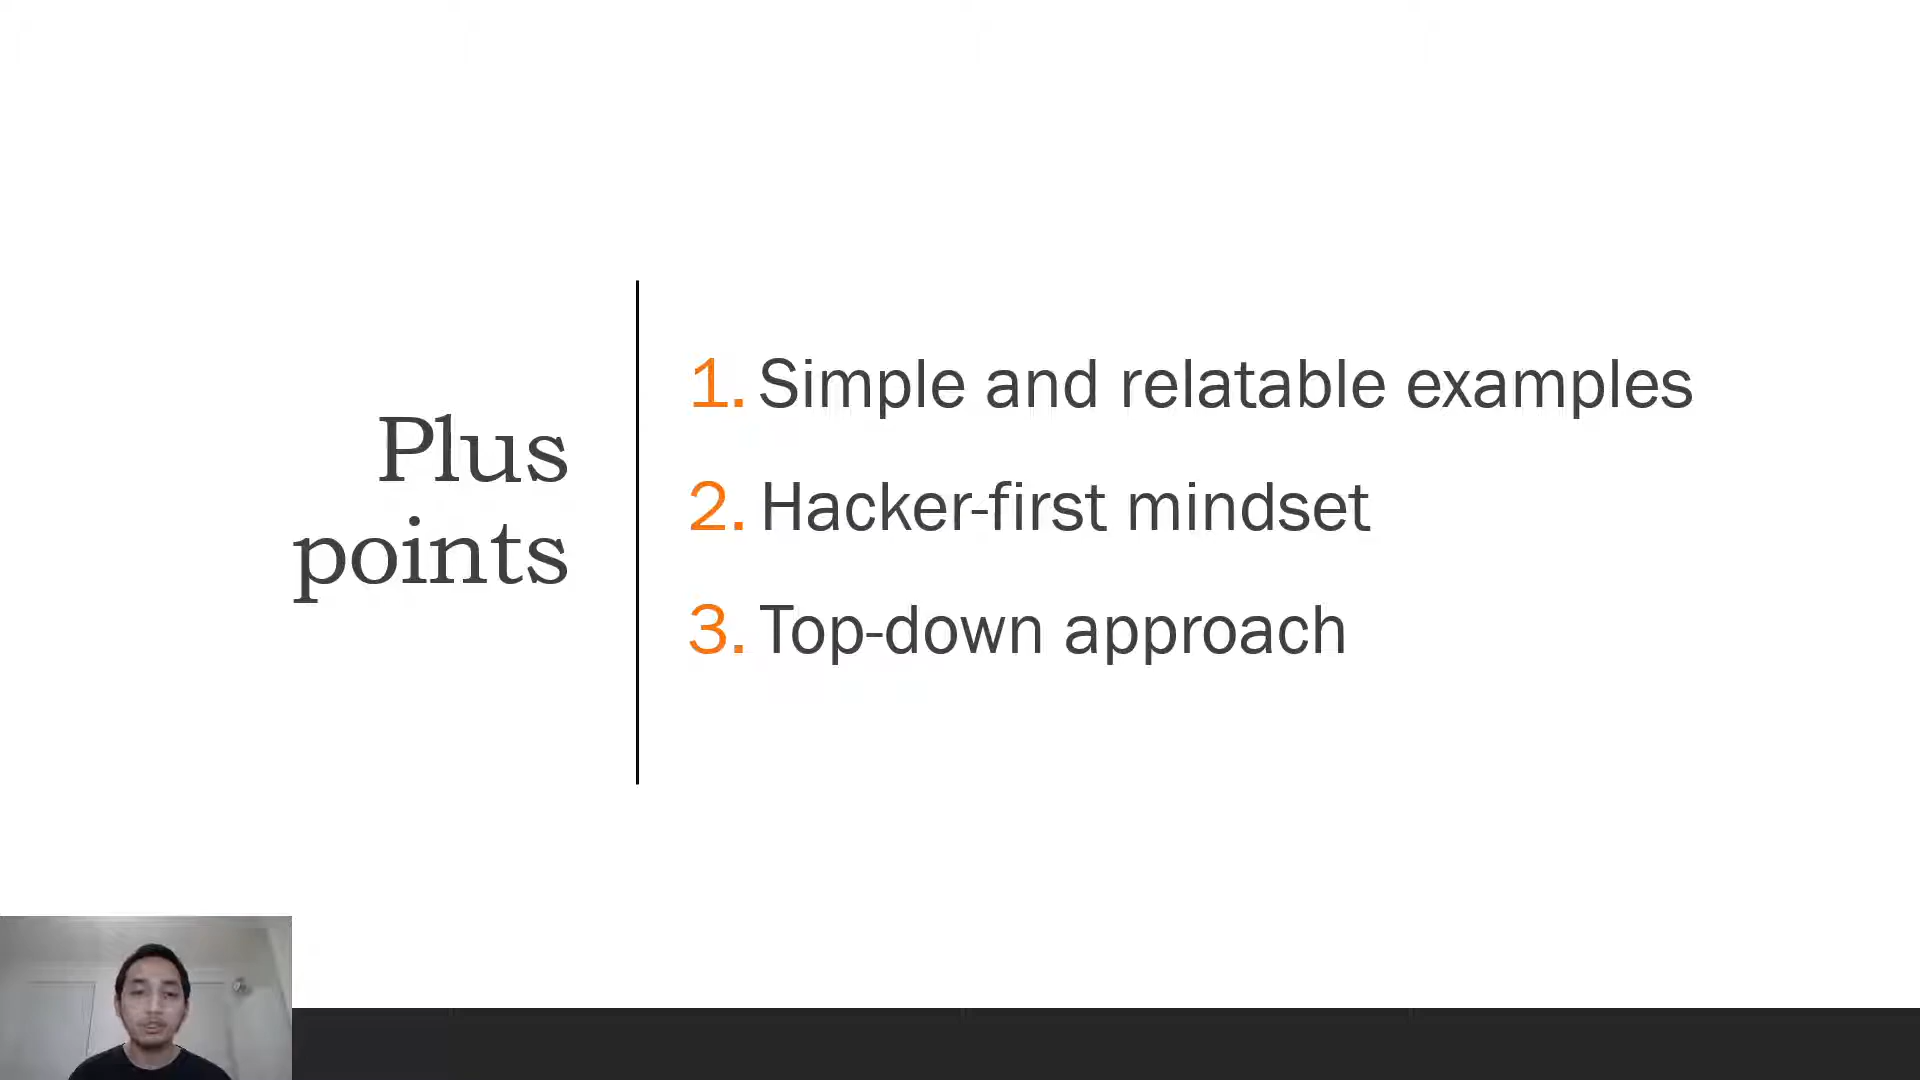 Plus
points
1. Simple and relatable examples
2. Hacker-first mindset
3. Top-down approach